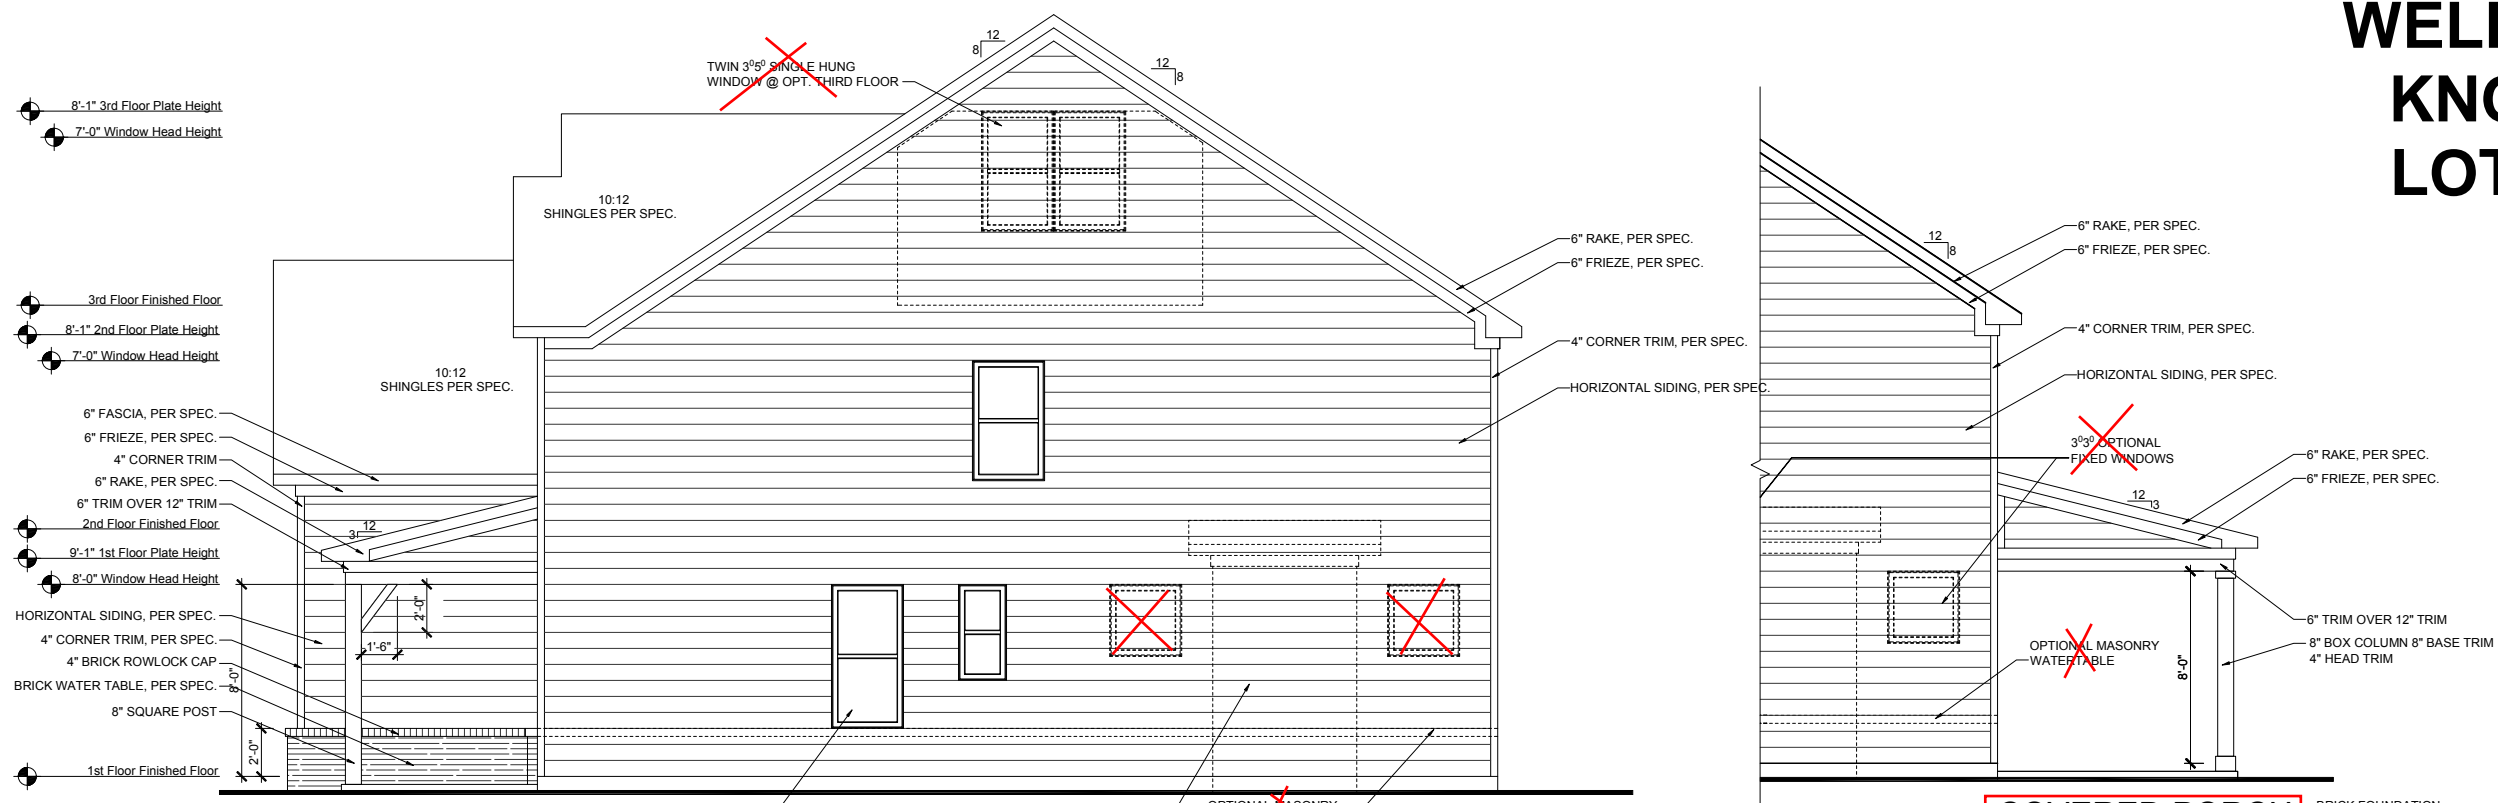 WELL
KNO
LOT
TWIN 3⁰5⁰ SINGLE HUNG
WINDOW @ OPT. THIRD FLOOR
12
8
12
8
8'-1" 3rd Floor Plate Height
7'-0" Window Head Height
10:12
SHINGLES PER SPEC.
3rd Floor Finished Floor
8'-1" 2nd Floor Plate Height
7'-0" Window Head Height
10:12
SHINGLES PER SPEC.
6" FASCIA, PER SPEC.
6" FRIEZE, PER SPEC.
4" CORNER TRIM
6" RAKE, PER SPEC.
6" TRIM OVER 12" TRIM
2nd Floor Finished Floor
12
3
9'-1" 1st Floor Plate Height
8'-0" Window Head Height
HORIZONTAL SIDING, PER SPEC.
4" CORNER TRIM, PER SPEC.
4" BRICK ROWLOCK CAP
BRICK WATER TABLE, PER SPEC.
8" SQUARE POST
1st Floor Finished Floor
8'-0"
2'-0"
2'-0"
1'-6"
6" RAKE, PER SPEC.
6" FRIEZE, PER SPEC.
4" CORNER TRIM, PER SPEC.
HORIZONTAL SIDING, PER SPEC.
OPTIONAL MASONRY
12
8
6" RAKE, PER SPEC.
6" FRIEZE, PER SPEC.
4" CORNER TRIM, PER SPEC.
HORIZONTAL SIDING, PER SPEC.
3⁰3⁰ OPTIONAL
FIXED WINDOWS
6" RAKE, PER SPEC.
6" FRIEZE, PER SPEC.
12
3
6" TRIM OVER 12" TRIM
8" BOX COLUMN 8" BASE TRIM
4" HEAD TRIM
OPTIONAL MASONRY
WATERTABLE
8'-0"
COVERED PORCH
BRICK FOUNDATION